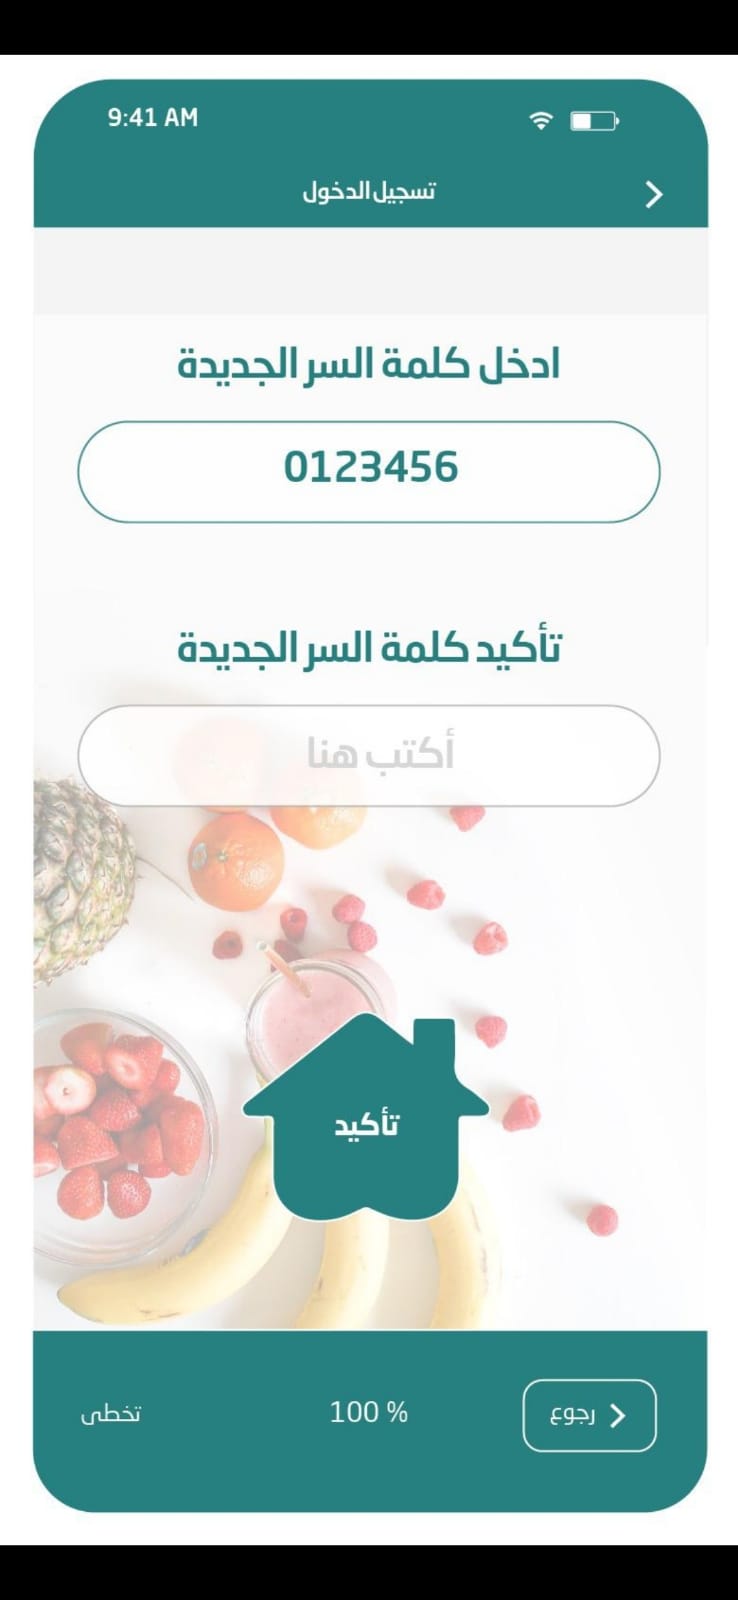 9:41 AM
تسجيل الدخول
ادخل كلمة السر الجديدة
0123456
تأكيد كلمة السر الجديدة
أكتب هنا
تأكيد
رجوع
100 %
تخطى